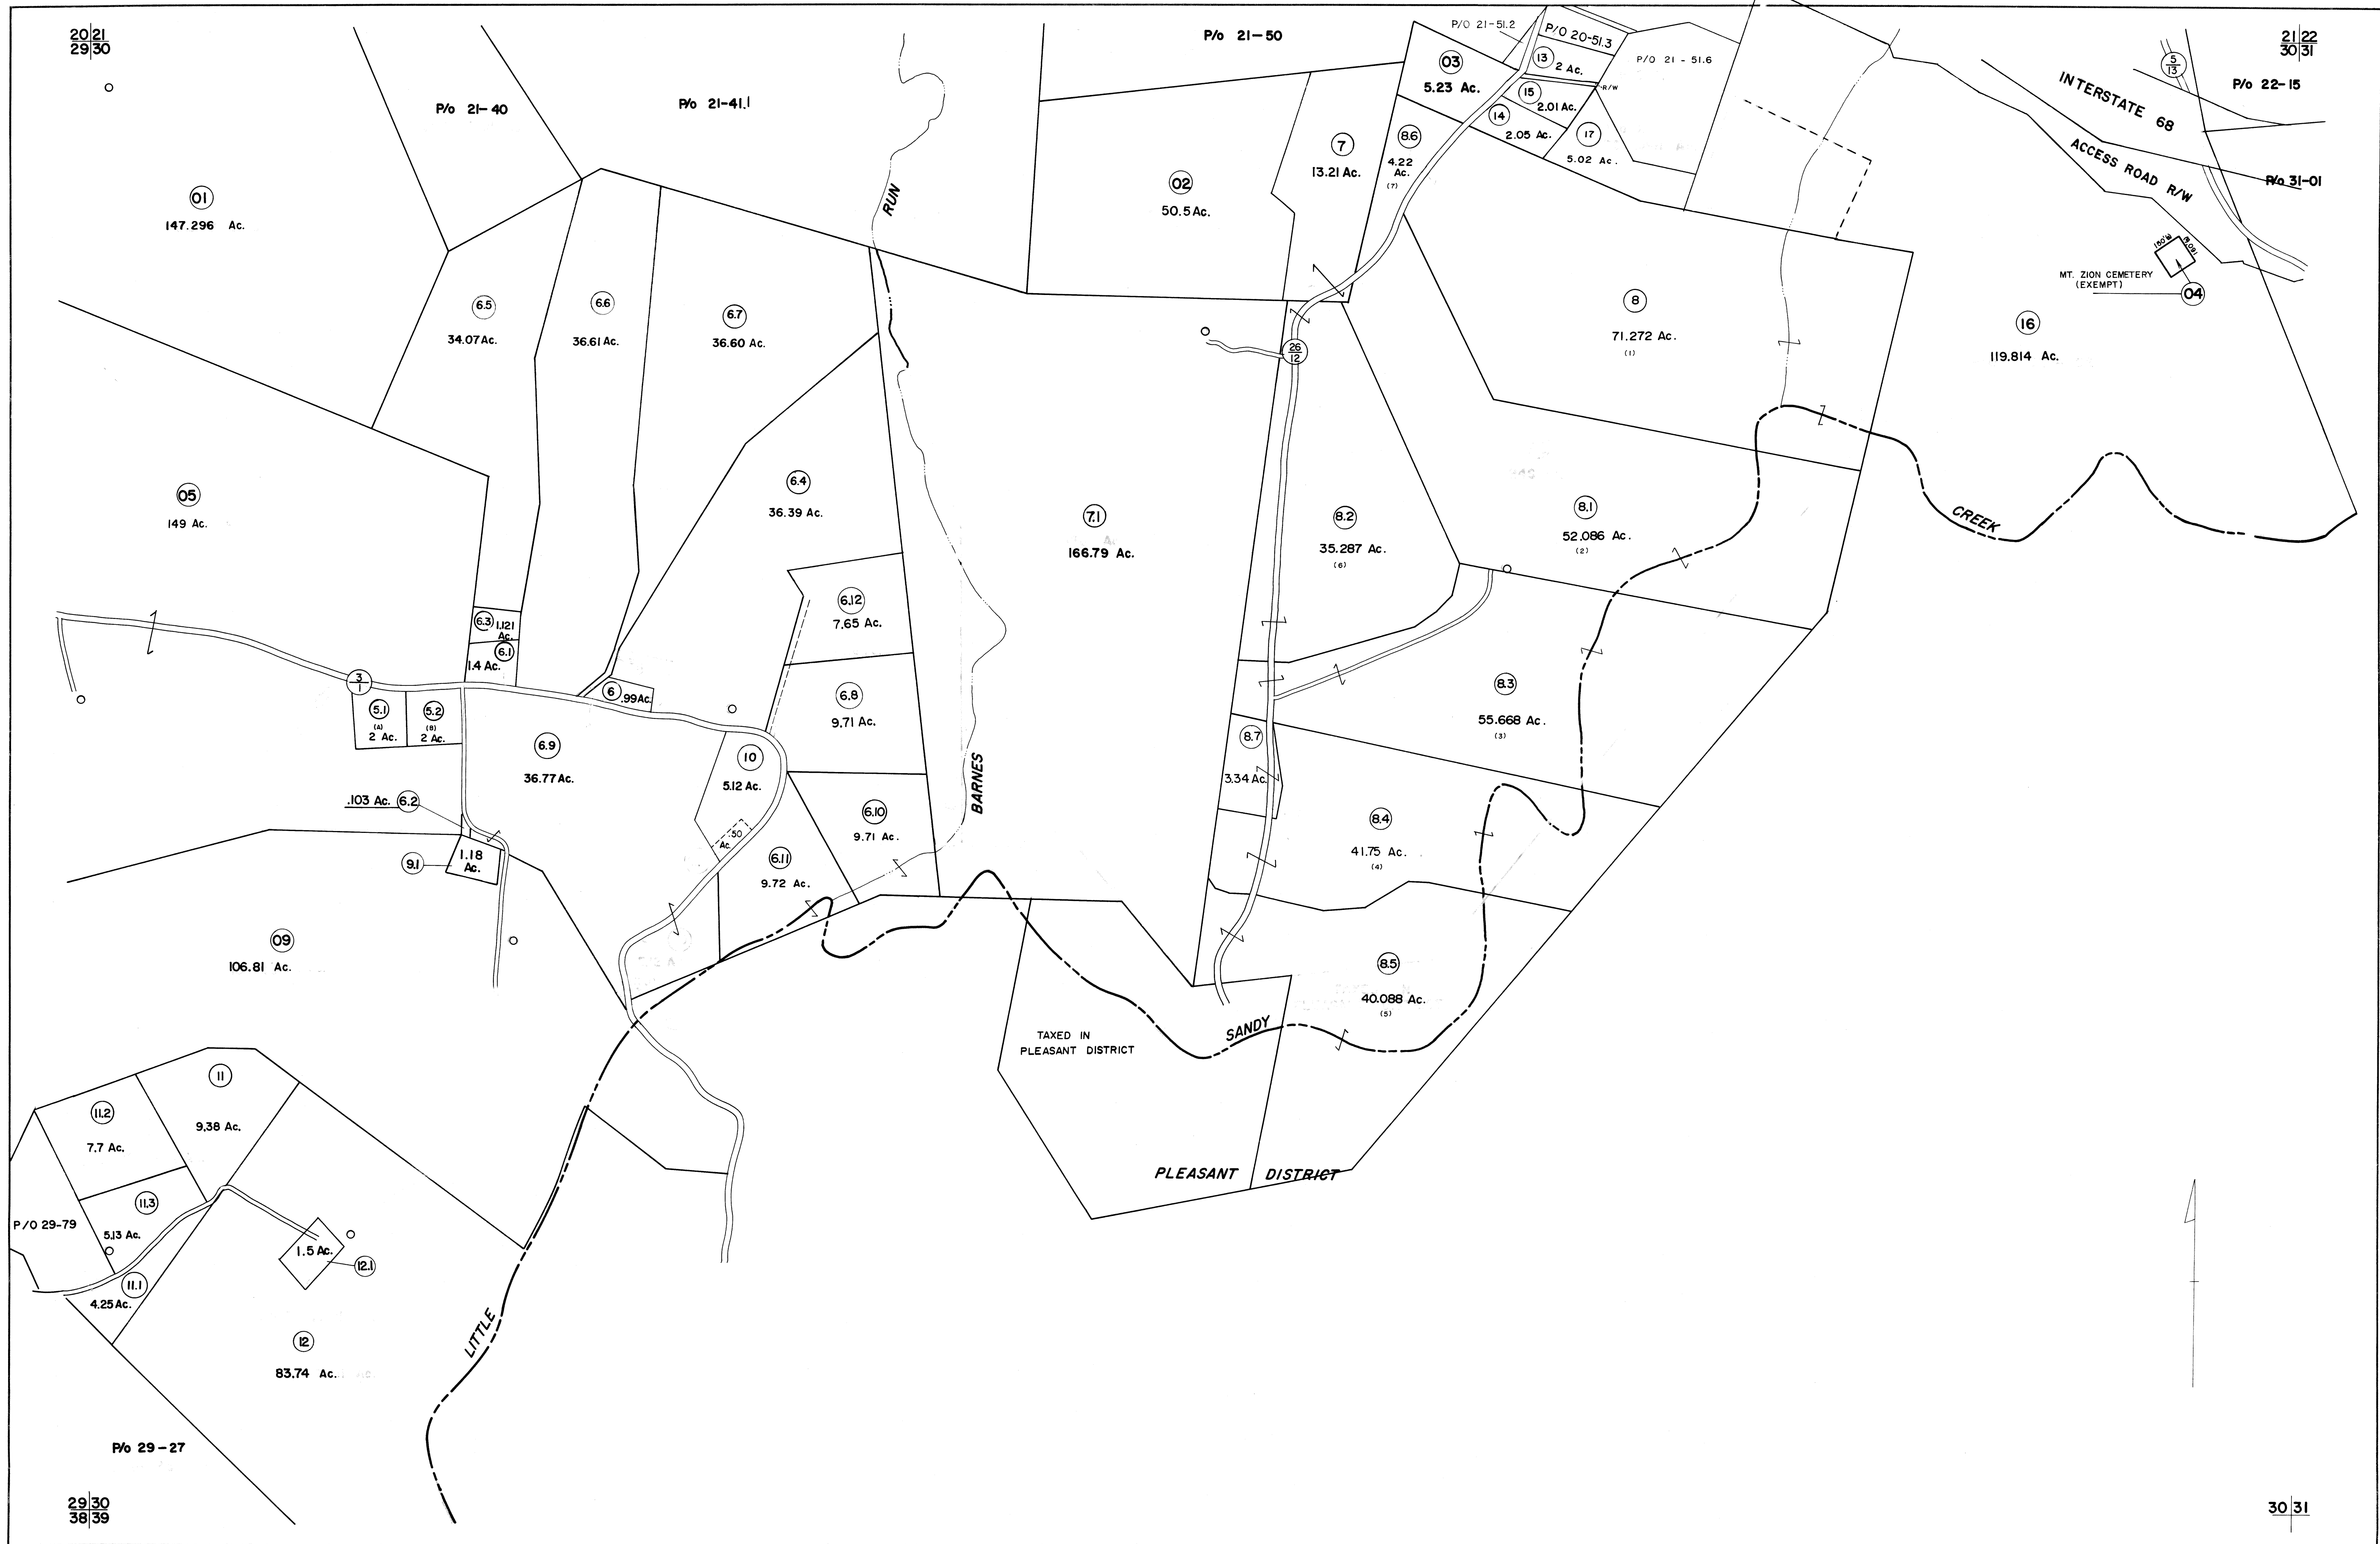 20 21
29 30
P/o 21-40
P/o 21-41.1
P/o 21-50
P/O 21-51.2
P/O 20-51.3
P/O 21 - 51.6
21 22
30 31
5
13
P/o 22-15
INTERSTATE 68
ACCESS ROAD R/W
P/o 31-01
03
5.23 Ac.
13
2 Ac.
R/W
15
2.01 Ac.
14
2.05 Ac.
17
5.02 Ac.
01
147.296 Ac.
RUN
02
50.5 Ac.
7
13.21 Ac.
8.6
4.22
Ac.
(7)
MT. ZION CEMETERY
(EXEMPT)
04
6.5
34.07 Ac.
6.6
36.61 Ac.
6.7
36.60 Ac.
26
12
8
71.272 Ac.
(1)
16
119.814 Ac.
05
149 Ac.
6.4
36.39 Ac.
7.1
166.79 Ac.
8.2
35.287 Ac.
(6)
8.1
52.086 Ac.
(2)
CREEK
6.3
1.121
Ac.
6.1
1.4 Ac.
6.12
7.65 Ac.
3
1
6
.99 Ac.
6.8
9.71 Ac.
8.3
55.668 Ac.
(3)
5.1
(A)
2 Ac.
5.2
(B)
2 Ac.
6.9
36.77 Ac.
10
5.12 Ac.
BARNES
8.7
3.34 Ac.
.103 Ac. 6.2
6.10
9.71 Ac.
8.4
41.75 Ac.
(4)
.50
Ac.
9.1
1.18
Ac.
6.11
9.72 Ac.
09
106.81 Ac.
8.5
40.088 Ac.
(5)
SANDY
TAXED IN
PLEASANT DISTRICT
11
9.38 Ac.
11.2
7.7 Ac.
PLEASANT DISTRICT
11.3
5.13 Ac.
P/O 29-79
1.5 Ac.
12.1
11.1
4.25 Ac.
LITTLE
12
83.74 Ac.
P/o 29-27
29 30
38 39
30 31